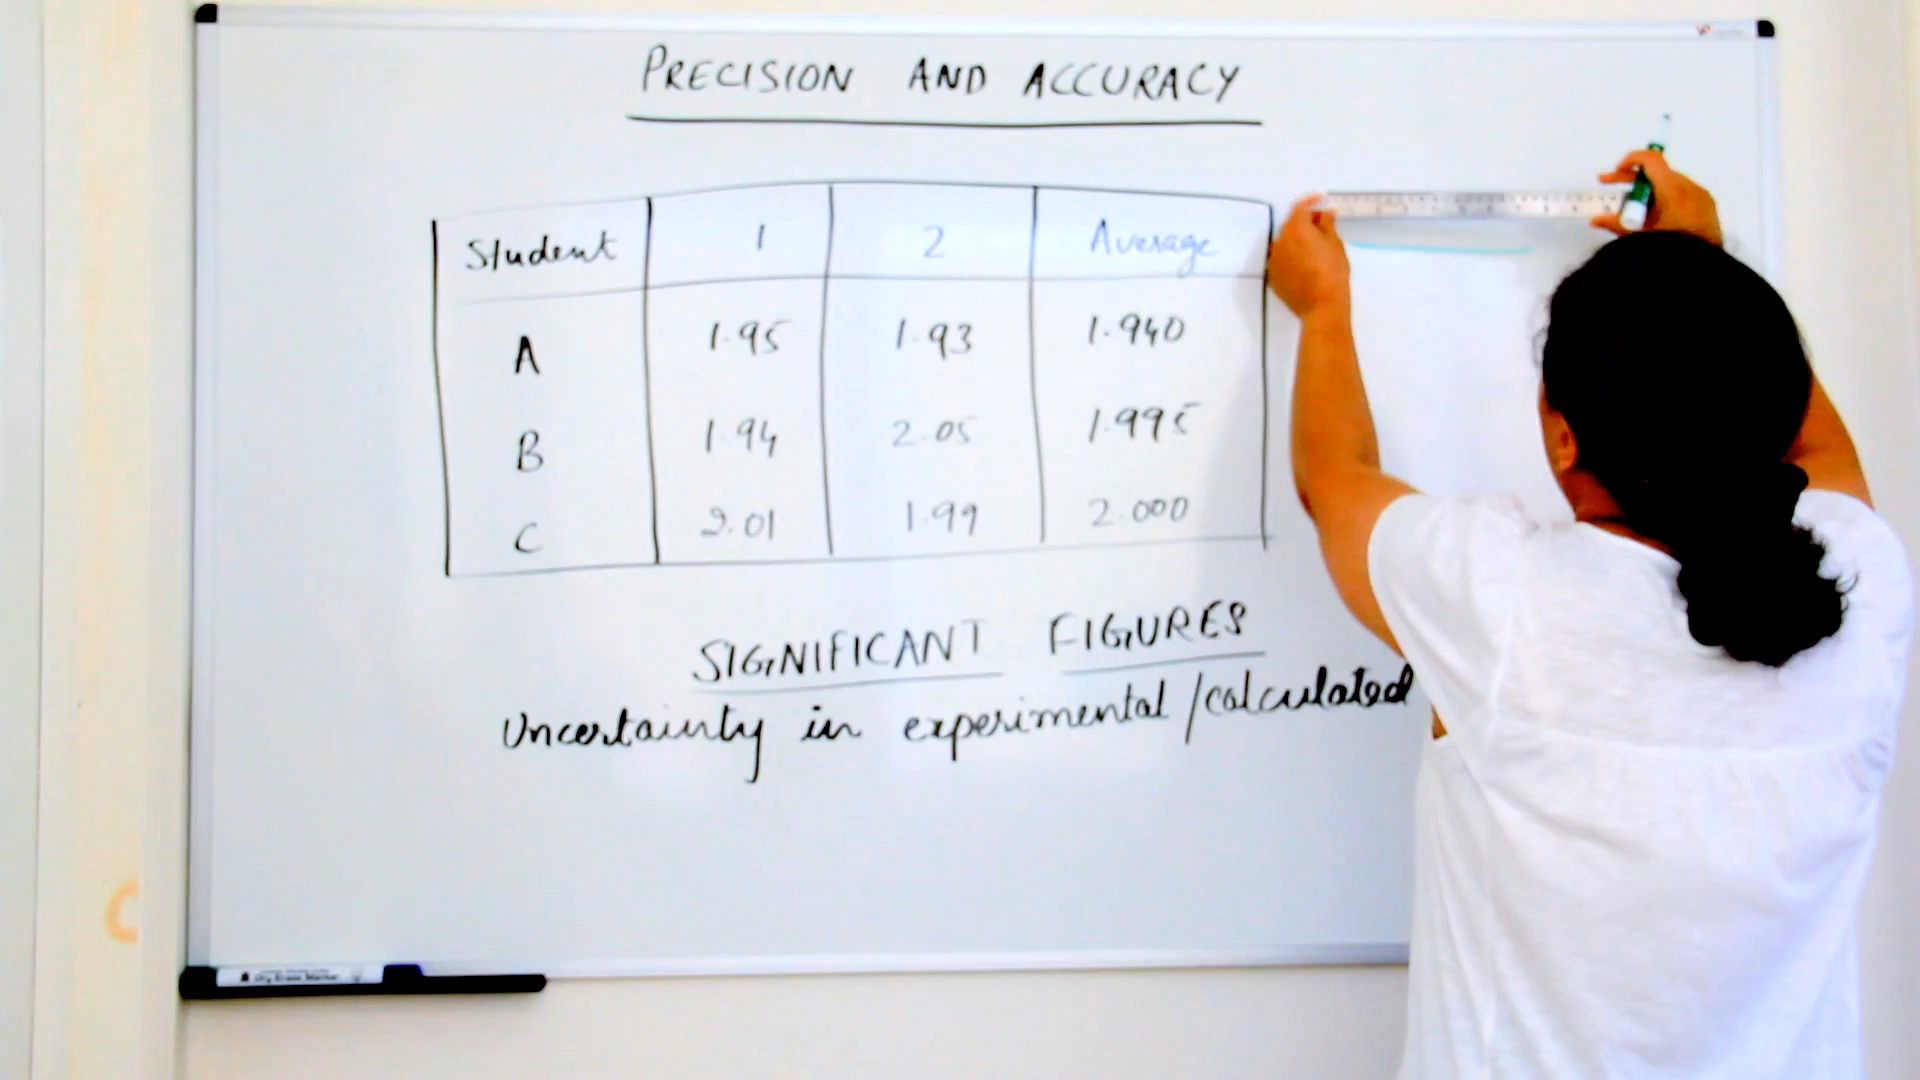 PRECISION AND ACCURACY
Student 1 2 Average
A 1.95 1.93 1.940
B 1.94 2.05 1.995
C 2.01 1.99 2.000
SIGNIFICANT FIGURES
Uncertainty in experimental/calculated